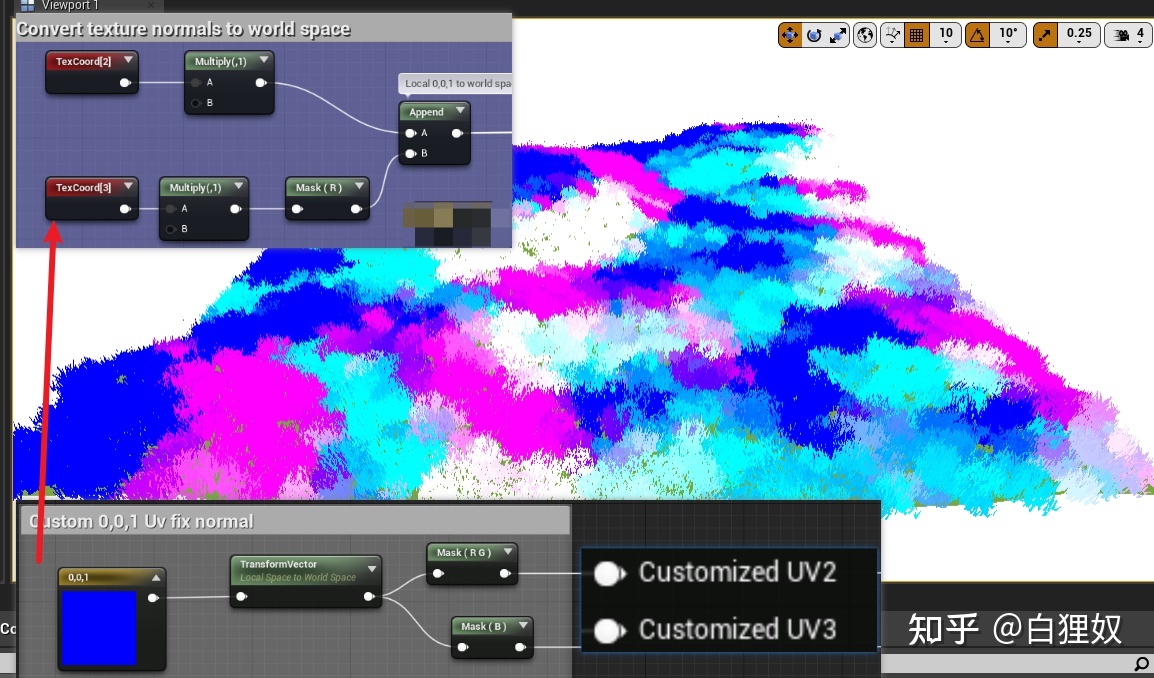 Viewport 1
Convert texture normals to world space
TexCoord[2]
Multiply(,1)
A
B
Local 0,0,1 to world spa
Append
A
B
TexCoord[3]
Multiply(,1)
A
B
Mask ( R )
10
10°
0.25
4
Custom 0,0,1 Uv fix normal
0,0,1
TransformVector
Local Space to World Space
Mask ( R G )
Mask ( B )
Customized UV2
Customized UV3
Co
知乎 @白狸奴